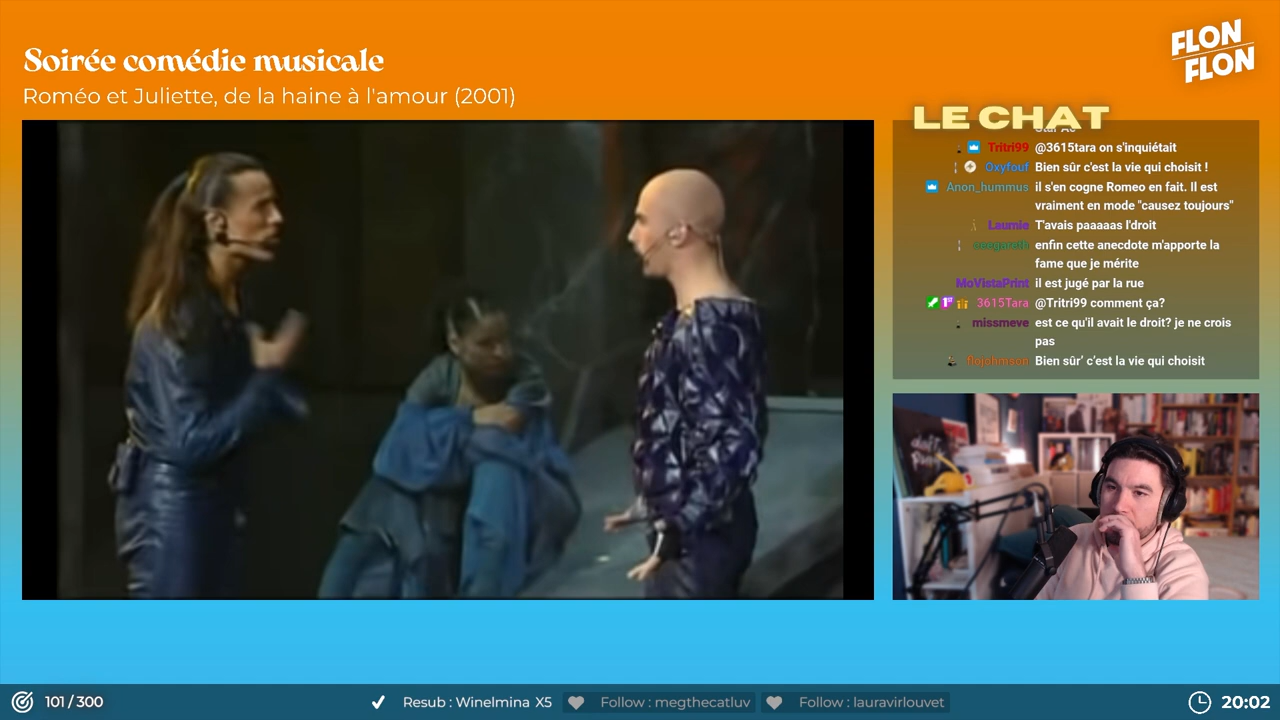 Soirée comédie musicale
Roméo et Juliette, de la haine à l'amour (2001)
FLON
FLON
LE CHAT
Tritri99 @3615tara on s'inquiétait
Oxyfouf Bien sûr c'est la vie qui choisit !
Anon_hummus il s'en cogne Romeo en fait. Il est
vraiment en mode "causez toujours"
Laumie T'avais paaaaas l'droit
enfin cette anecdote m'apporte la
fame que je mérite
MoVistaPrint il est jugé par la rue
3615Tara @Tritri99 comment ça?
missmeve est ce qu'il avait le droit? je ne crois
pas
flojohnson Bien sûr' c'est la vie qui choisit
101 / 300
Resub : Winelmina X5
Follow : megthecatluv
Follow : lauravirlouvet
20:02